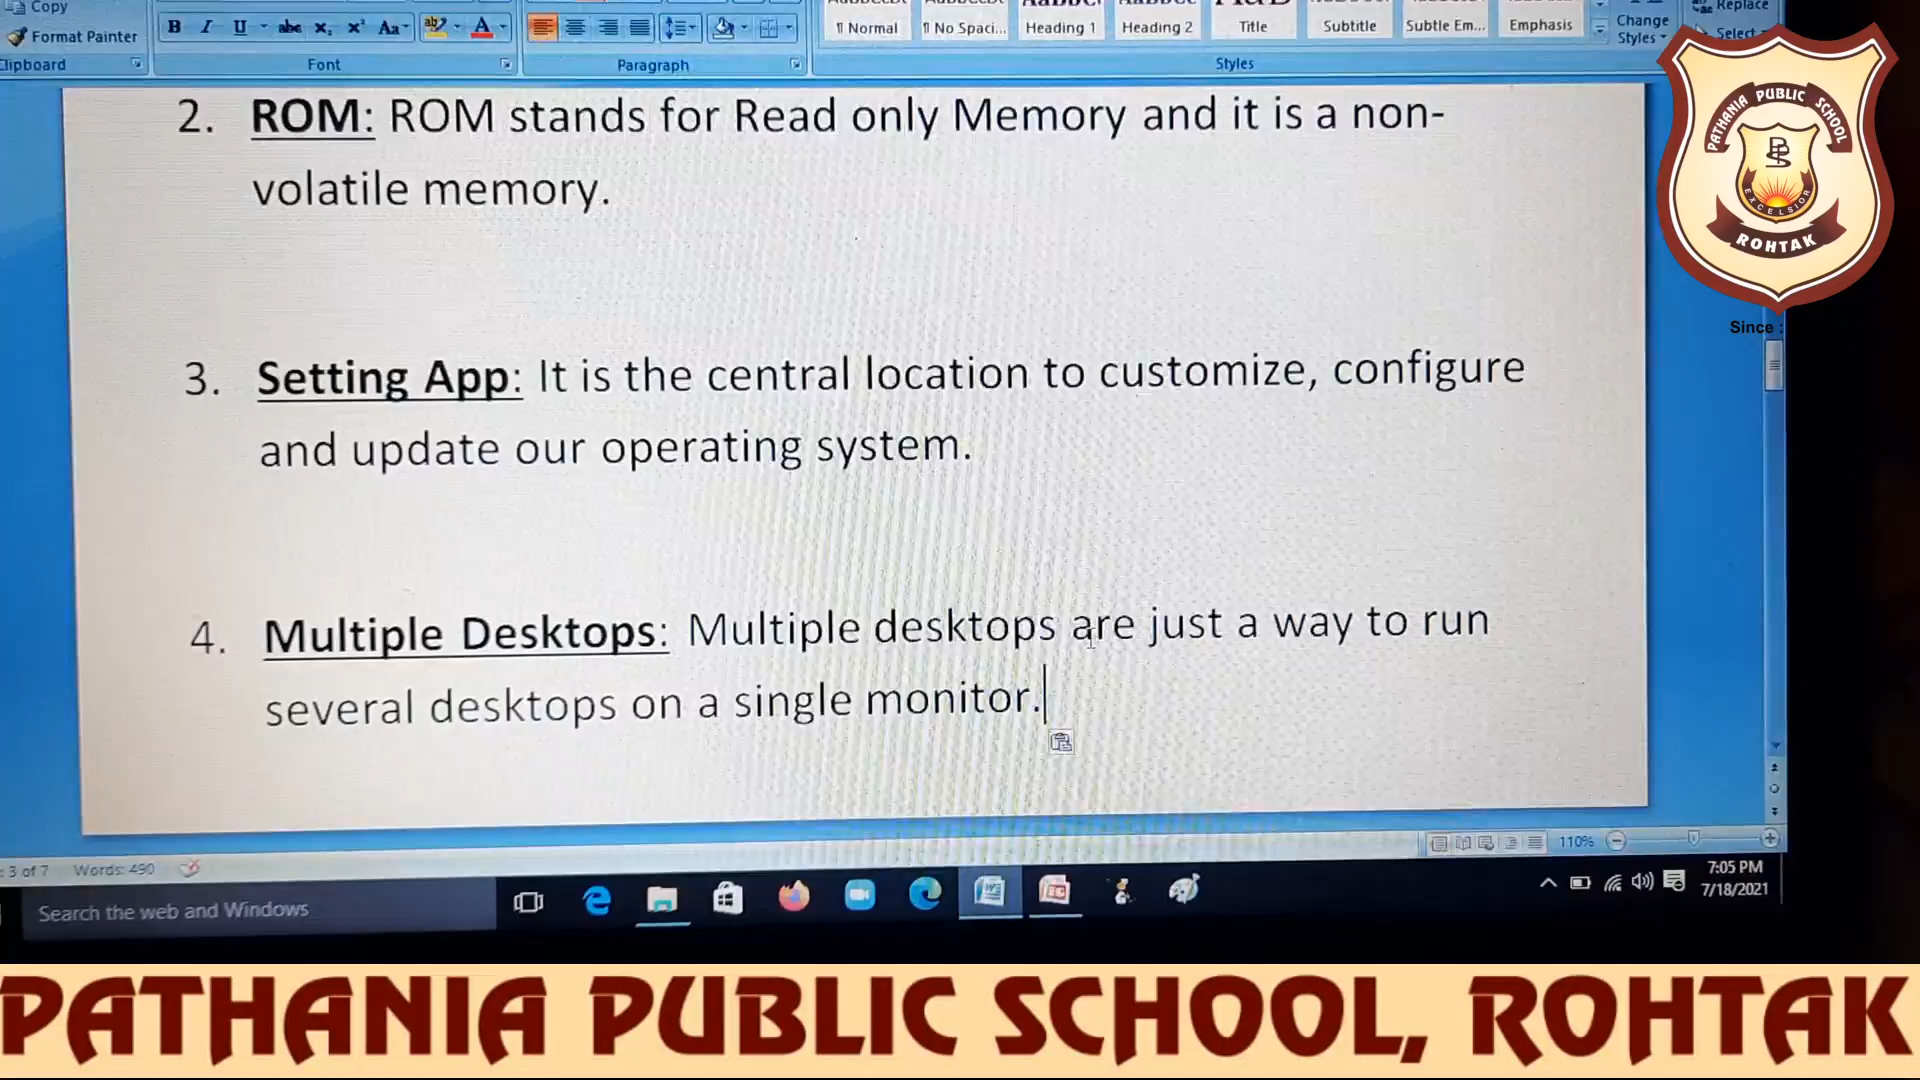 Copy
Format Painter
B I U abc x₂ x² Aa ab A
Normal
No Spaci...
Heading 1
Heading 2
Title
Subtitle
Subtle Em...
Emphasis
Change
Styles
Replace
Select
Clipboard
Font
Paragraph
Styles
2. ROM: ROM stands for Read only Memory and it is a non-
volatile memory.
3. Setting App: It is the central location to customize, configure
and update our operating system.
4. Multiple Desktops: Multiple desktops are just a way to run
several desktops on a single monitor.
PATHANIA PUBLIC SCHOOL
EXCELSIOR
ROHTAK
Since :
: 3 of 7 Words: 490
110%
Search the web and Windows
7:05 PM
7/18/2021
PATHANIA PUBLIC SCHOOL, ROHTAK